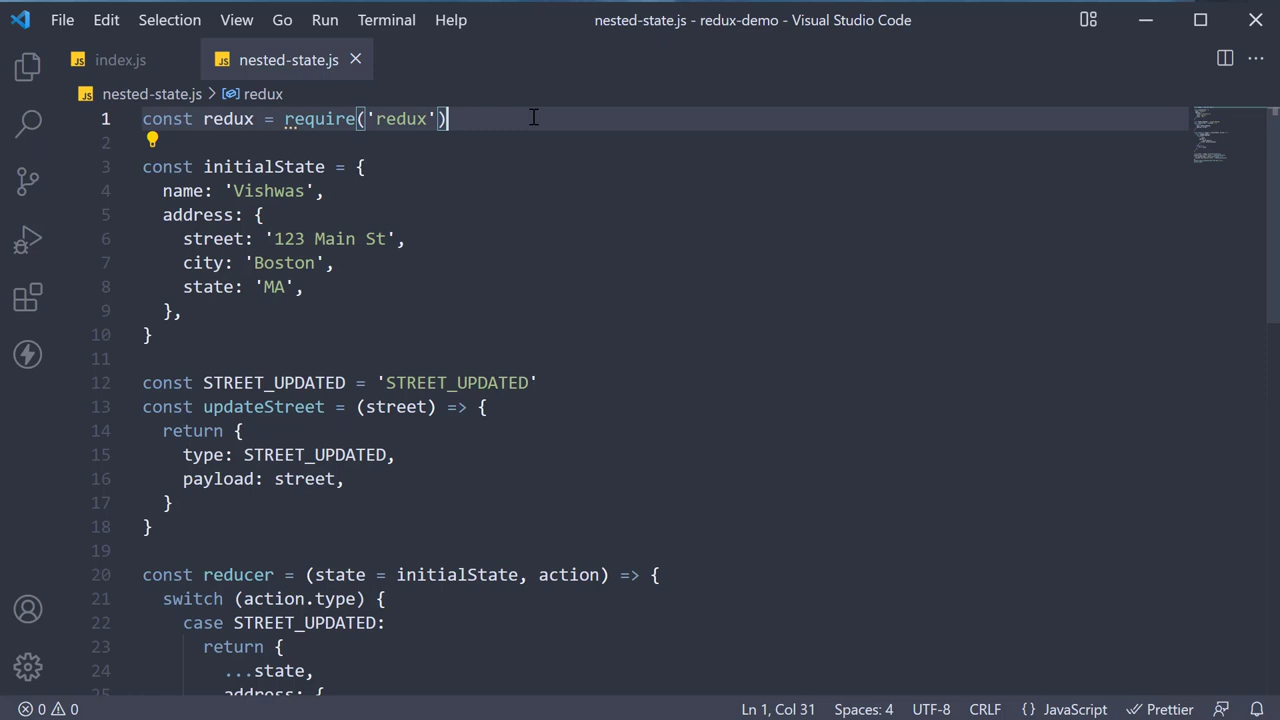 File Edit Selection View Go Run Terminal Help nested-state.js - redux-demo - Visual Studio Code
JS index.js JS nested-state.js
JS nested-state.js > redux
1 const redux = require('redux')
2
3 const initialState = {
4 name: 'Vishwas',
5 address: {
6 street: '123 Main St',
7 city: 'Boston',
8 state: 'MA',
9 },
10 }
11
12 const STREET_UPDATED = 'STREET_UPDATED'
13 const updateStreet = (street) => {
14 return {
15 type: STREET_UPDATED,
16 payload: street,
17 }
18 }
19
20 const reducer = (state = initialState, action) => {
21 switch (action.type) {
22 case STREET_UPDATED:
23 return {
24 ...state,
25 address: {
0 0 Ln 1, Col 31 Spaces: 4 UTF-8 CRLF {} JavaScript Prettier